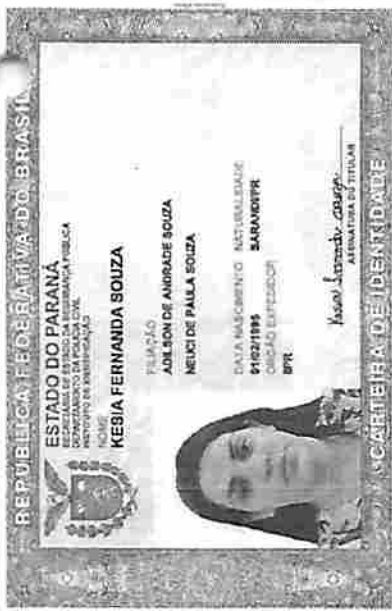 REPÚBLICA FEDERATIVA DO BRASIL
ESTADO DO PARANÁ
SECRETARIA DE ESTADO DA SEGURANÇA PÚBLICA
DEPARTAMENTO DA POLÍCIA CIVIL
INSTITUTO DE IDENTIFICAÇÃO
NOME
KESIA FERNANDA SOUZA
FILIAÇÃO
ADILSON DE ANDRADE SOUZA
NEUCI DE PAULA SOUZA
DATA NASCIMENTO NATURALIDADE
01/02/1995 SARANDI/PR
ORGÃO EXPEDIDOR
IIPR
ASSINATURA DO TITULAR
CARTEIRA DE IDENTIDADE